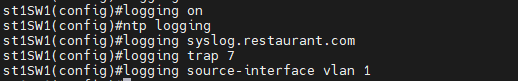 st1SW1(config)#logging on
st1SW1(config)#ntp logging
st1SW1(config)#logging syslog.restaurant.com
st1SW1(config)#logging trap 7
st1SW1(config)#logging source-interface vlan 1